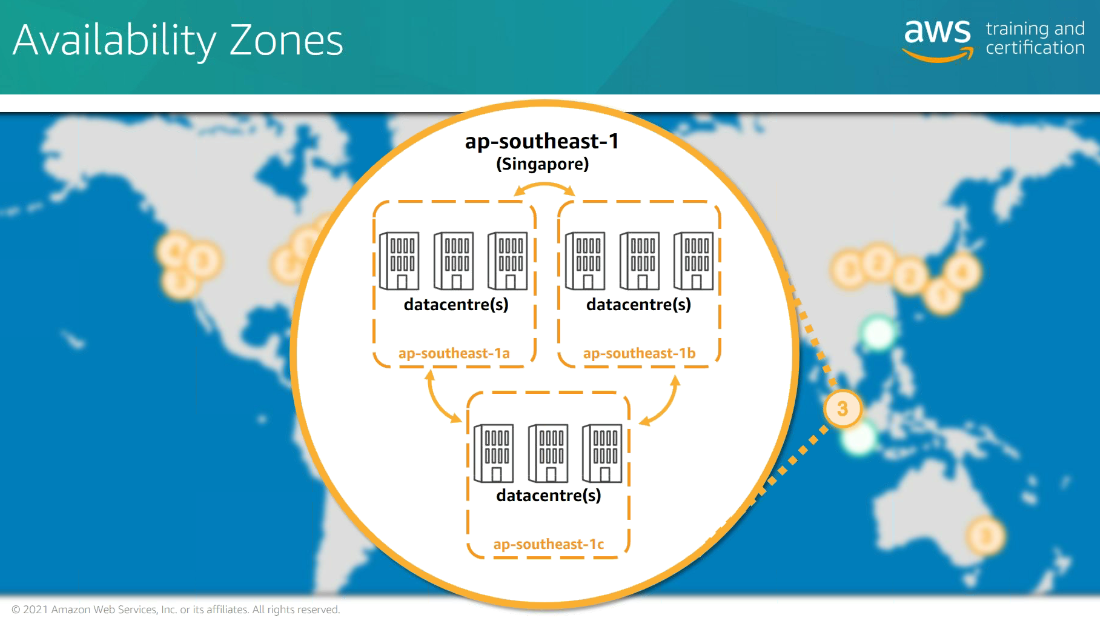 Availability Zones
aws
training and
certification
ap-southeast-1
(Singapore)
datacentre(s)
datacentre(s)
ap-southeast-1a
ap-southeast-1b
datacentre(s)
ap-southeast-1c
3
© 2021 Amazon Web Services, Inc. or its affiliates. All rights reserved.